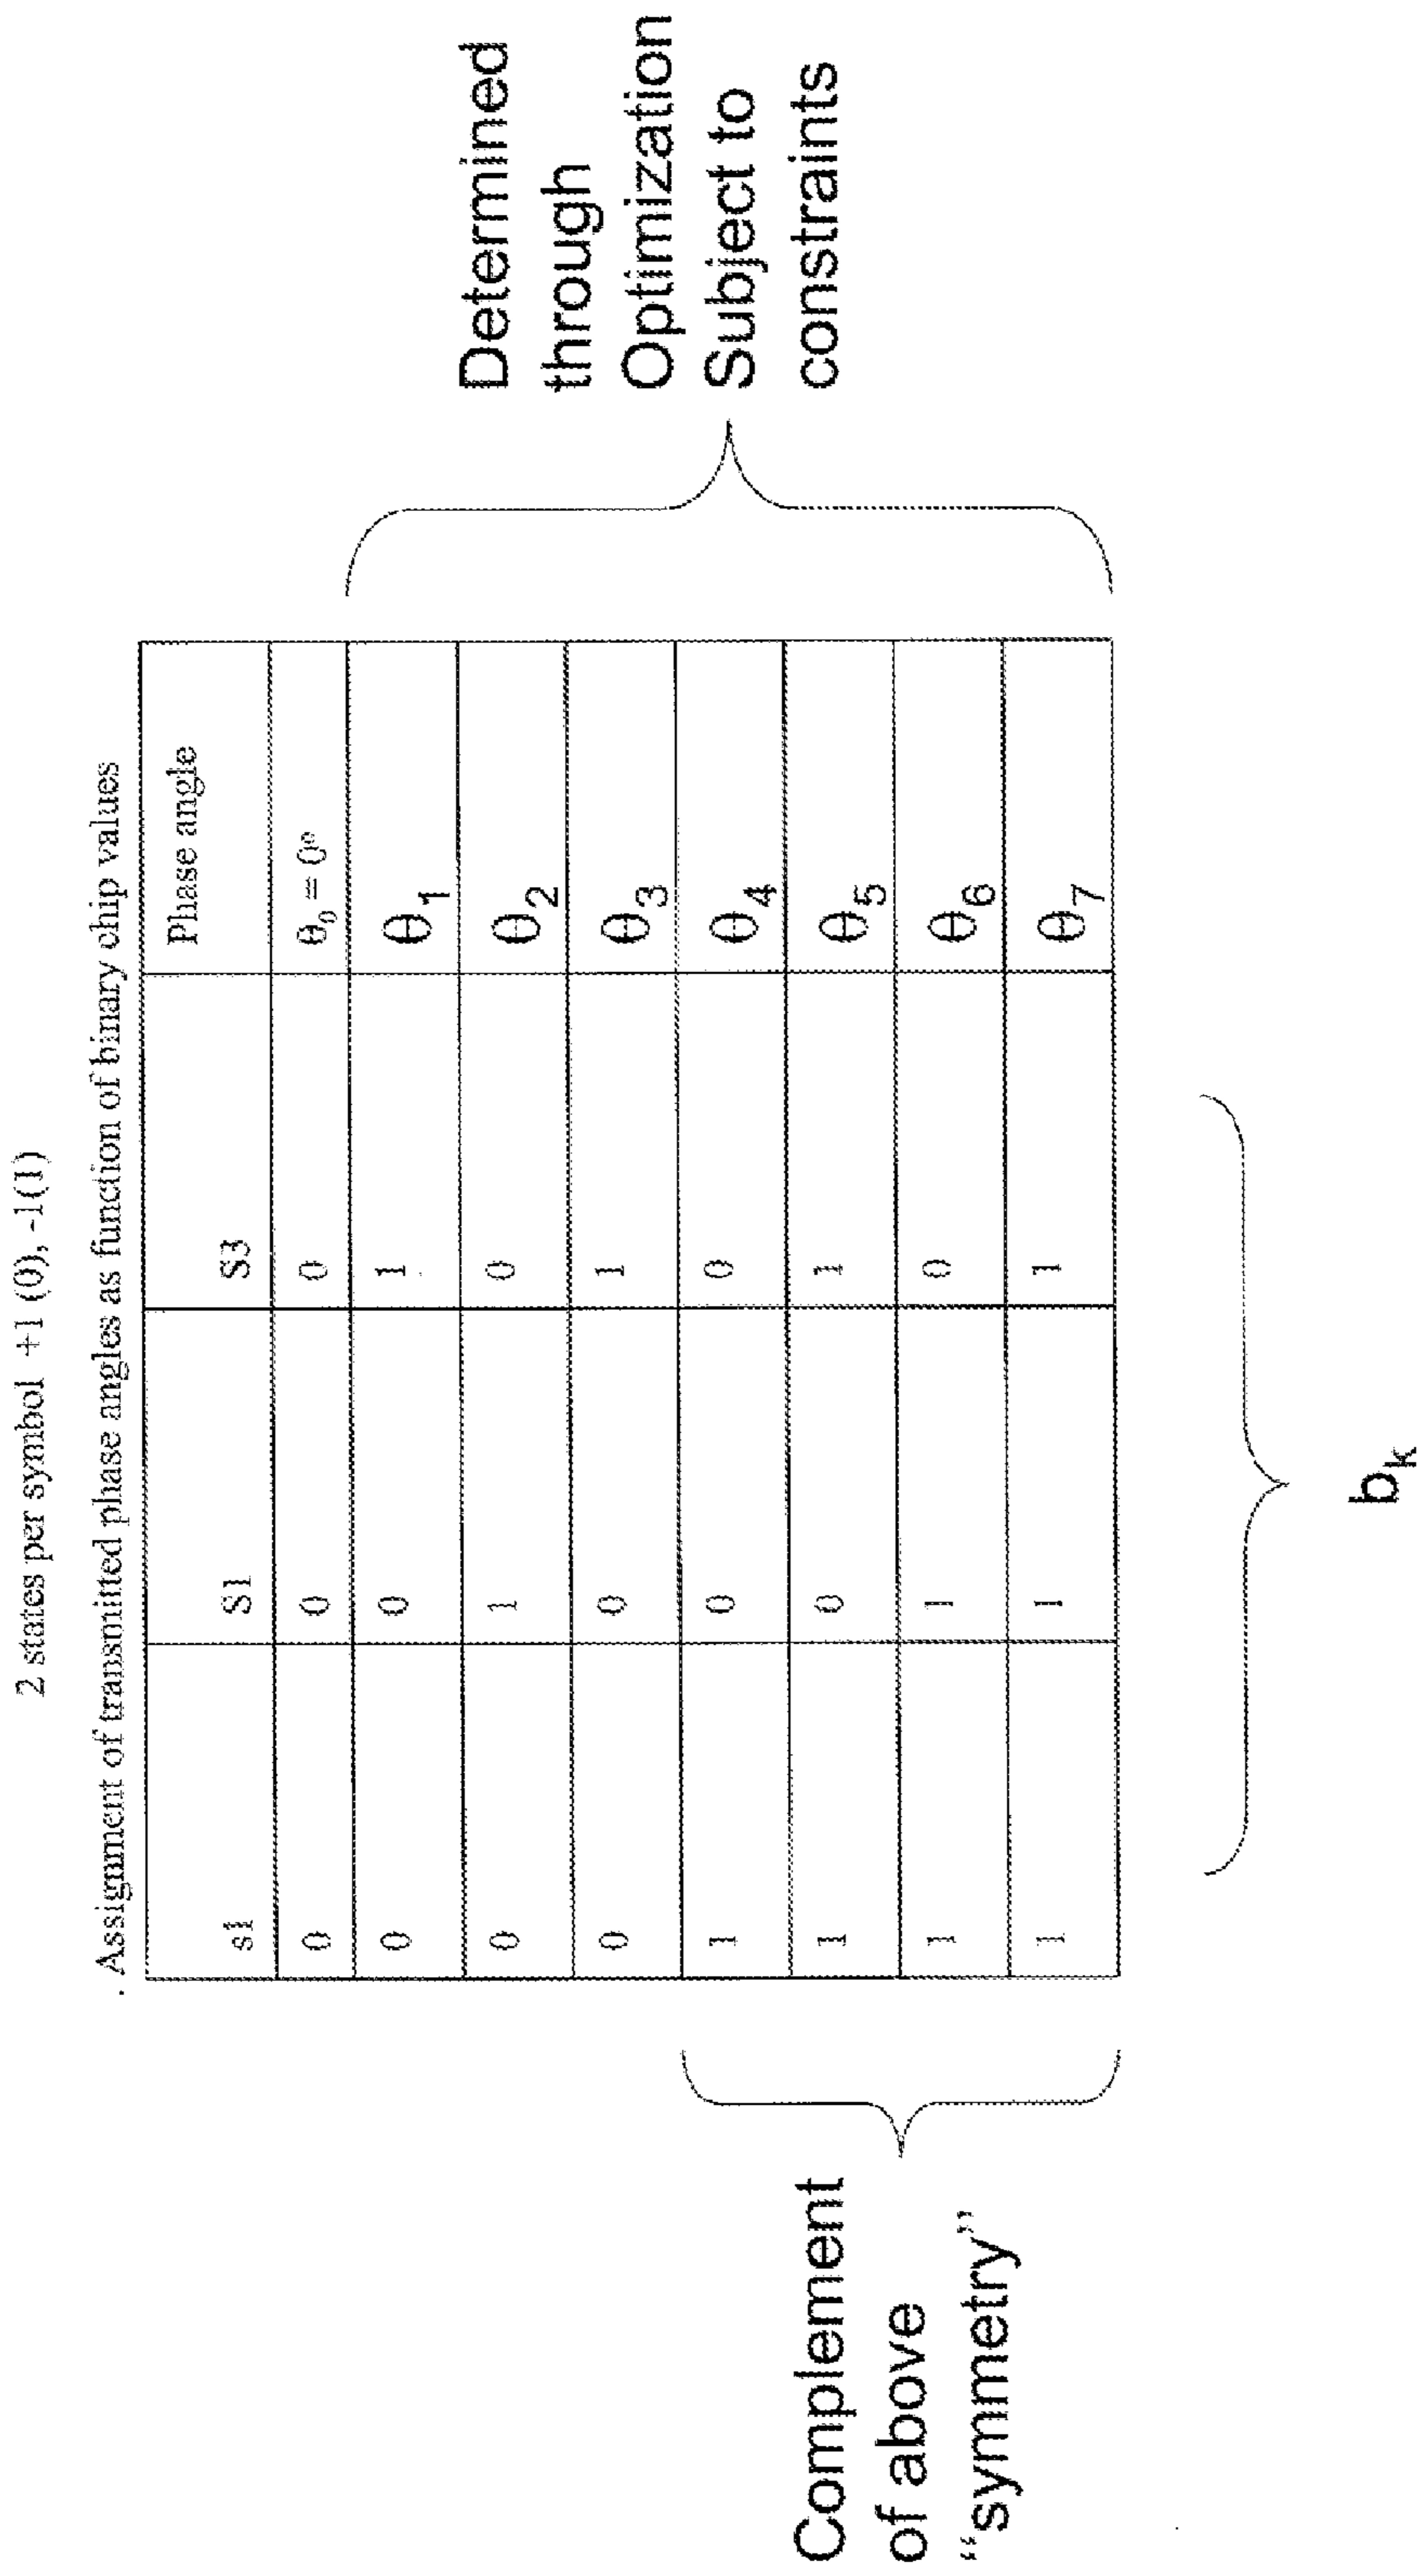 2 states per symbol +1 (0), -1(1)
. Assignment of transmitted phase angles as function of binary chip values
s1 S1 S3 Phase angle
0 0 0 θ0 = 0º
0 0 1 θ1
0 1 0 θ2
0 0 1 θ3
1 0 0 θ4
1 0 1 θ5
1 1 0 θ6
1 1 1 θ7
Determined
through
Optimization
Subject to
constraints
Complement
of above
“symmetry”
bk